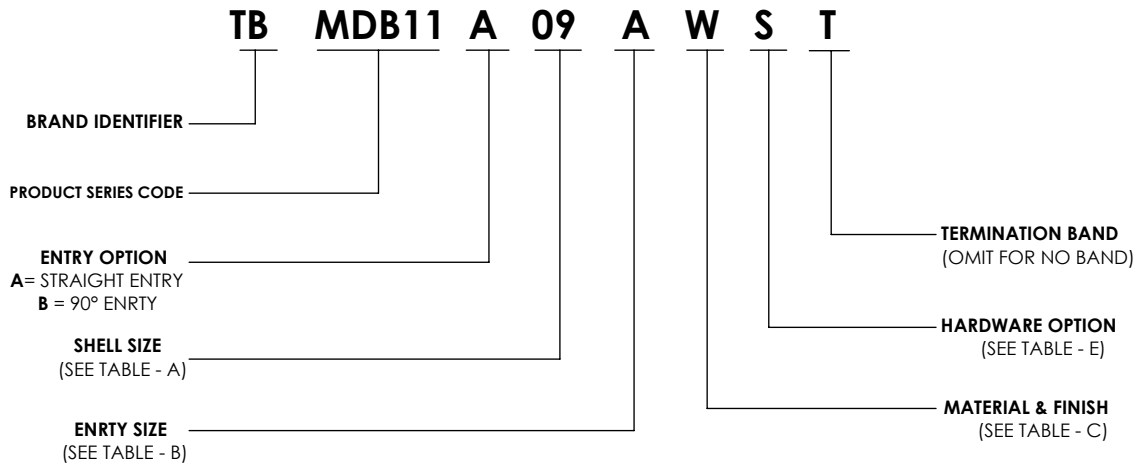 TB MDB11 A 09 A W S T
BRAND IDENTIFIER
PRODUCT SERIES CODE
ENTRY OPTION
A= STRAIGHT ENTRY
B = 90° ENRTY
SHELL SIZE
(SEE TABLE - A)
ENRTY SIZE
(SEE TABLE - B)
TERMINATION BAND
(OMIT FOR NO BAND)
HARDWARE OPTION
(SEE TABLE - E)
MATERIAL & FINISH
(SEE TABLE - C)